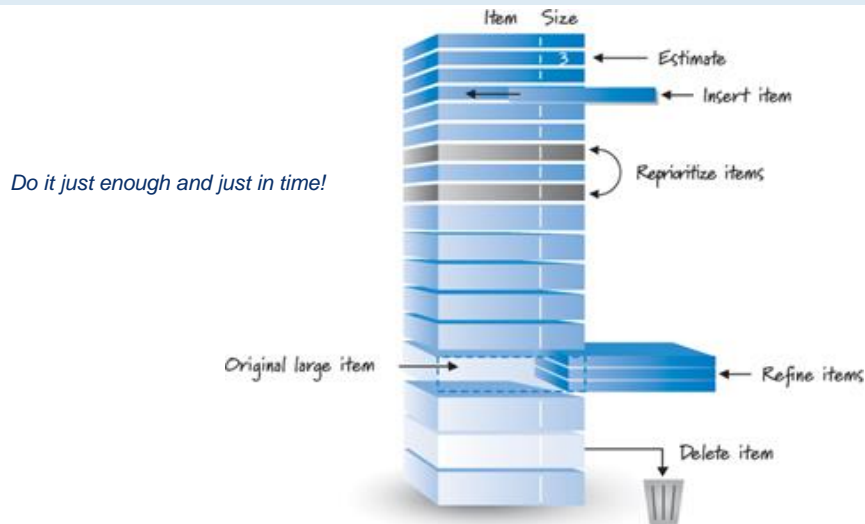 Item Size
3
Estimate
Insert item
Do it just enough and just in time!
Reprioritize items
Original large item
Refine items
Delete item